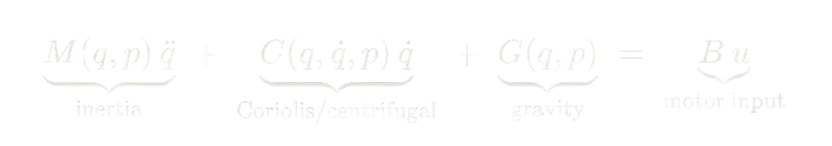 M(q, p) q̈ + C(q, q̇, p) q̇ + G(q, p) = B u
inertia Coriolis/centrifugal gravity motor input